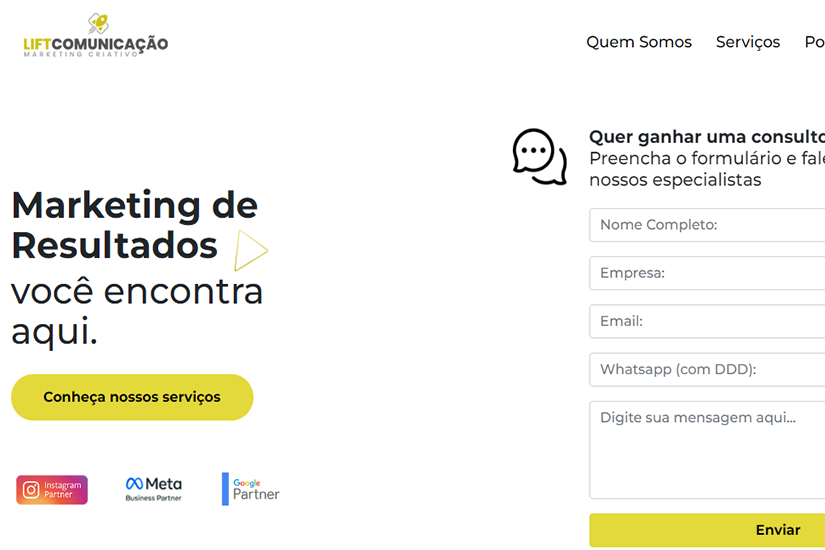 LIFTCOMUNICAÇÃO
MARKETING CRIATIVO
Quem Somos Serviços Po
Marketing de
Resultados
você encontra
aqui.
Conheça nossos serviços
Instagram
Partner
Meta
Business Partner
Google
Partner
Quer ganhar uma consulto
Preencha o formulário e fale
nossos especialistas
Nome Completo:
Empresa:
Email:
Whatsapp (com DDD):
Digite sua mensagem aqui...
Enviar